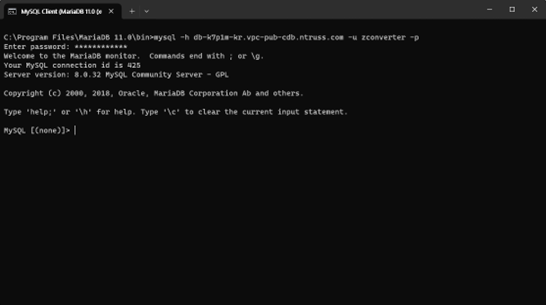 MySQL Client (MariaDB 11.0 (x
C:\Program Files\MariaDB 11.0\bin>mysql -h db-k7p1m-kr.vpc-pub-cdb.ntruss.com -u zconverter -p
Enter password: ************
Welcome to the MariaDB monitor.  Commands end with ; or \g.
Your MySQL connection id is 425
Server version: 8.0.32 MySQL Community Server - GPL
Copyright (c) 2000, 2018, Oracle, MariaDB Corporation Ab and others.
Type 'help;' or '\h' for help. Type '\c' to clear the current input statement.
MySQL [(none)]>